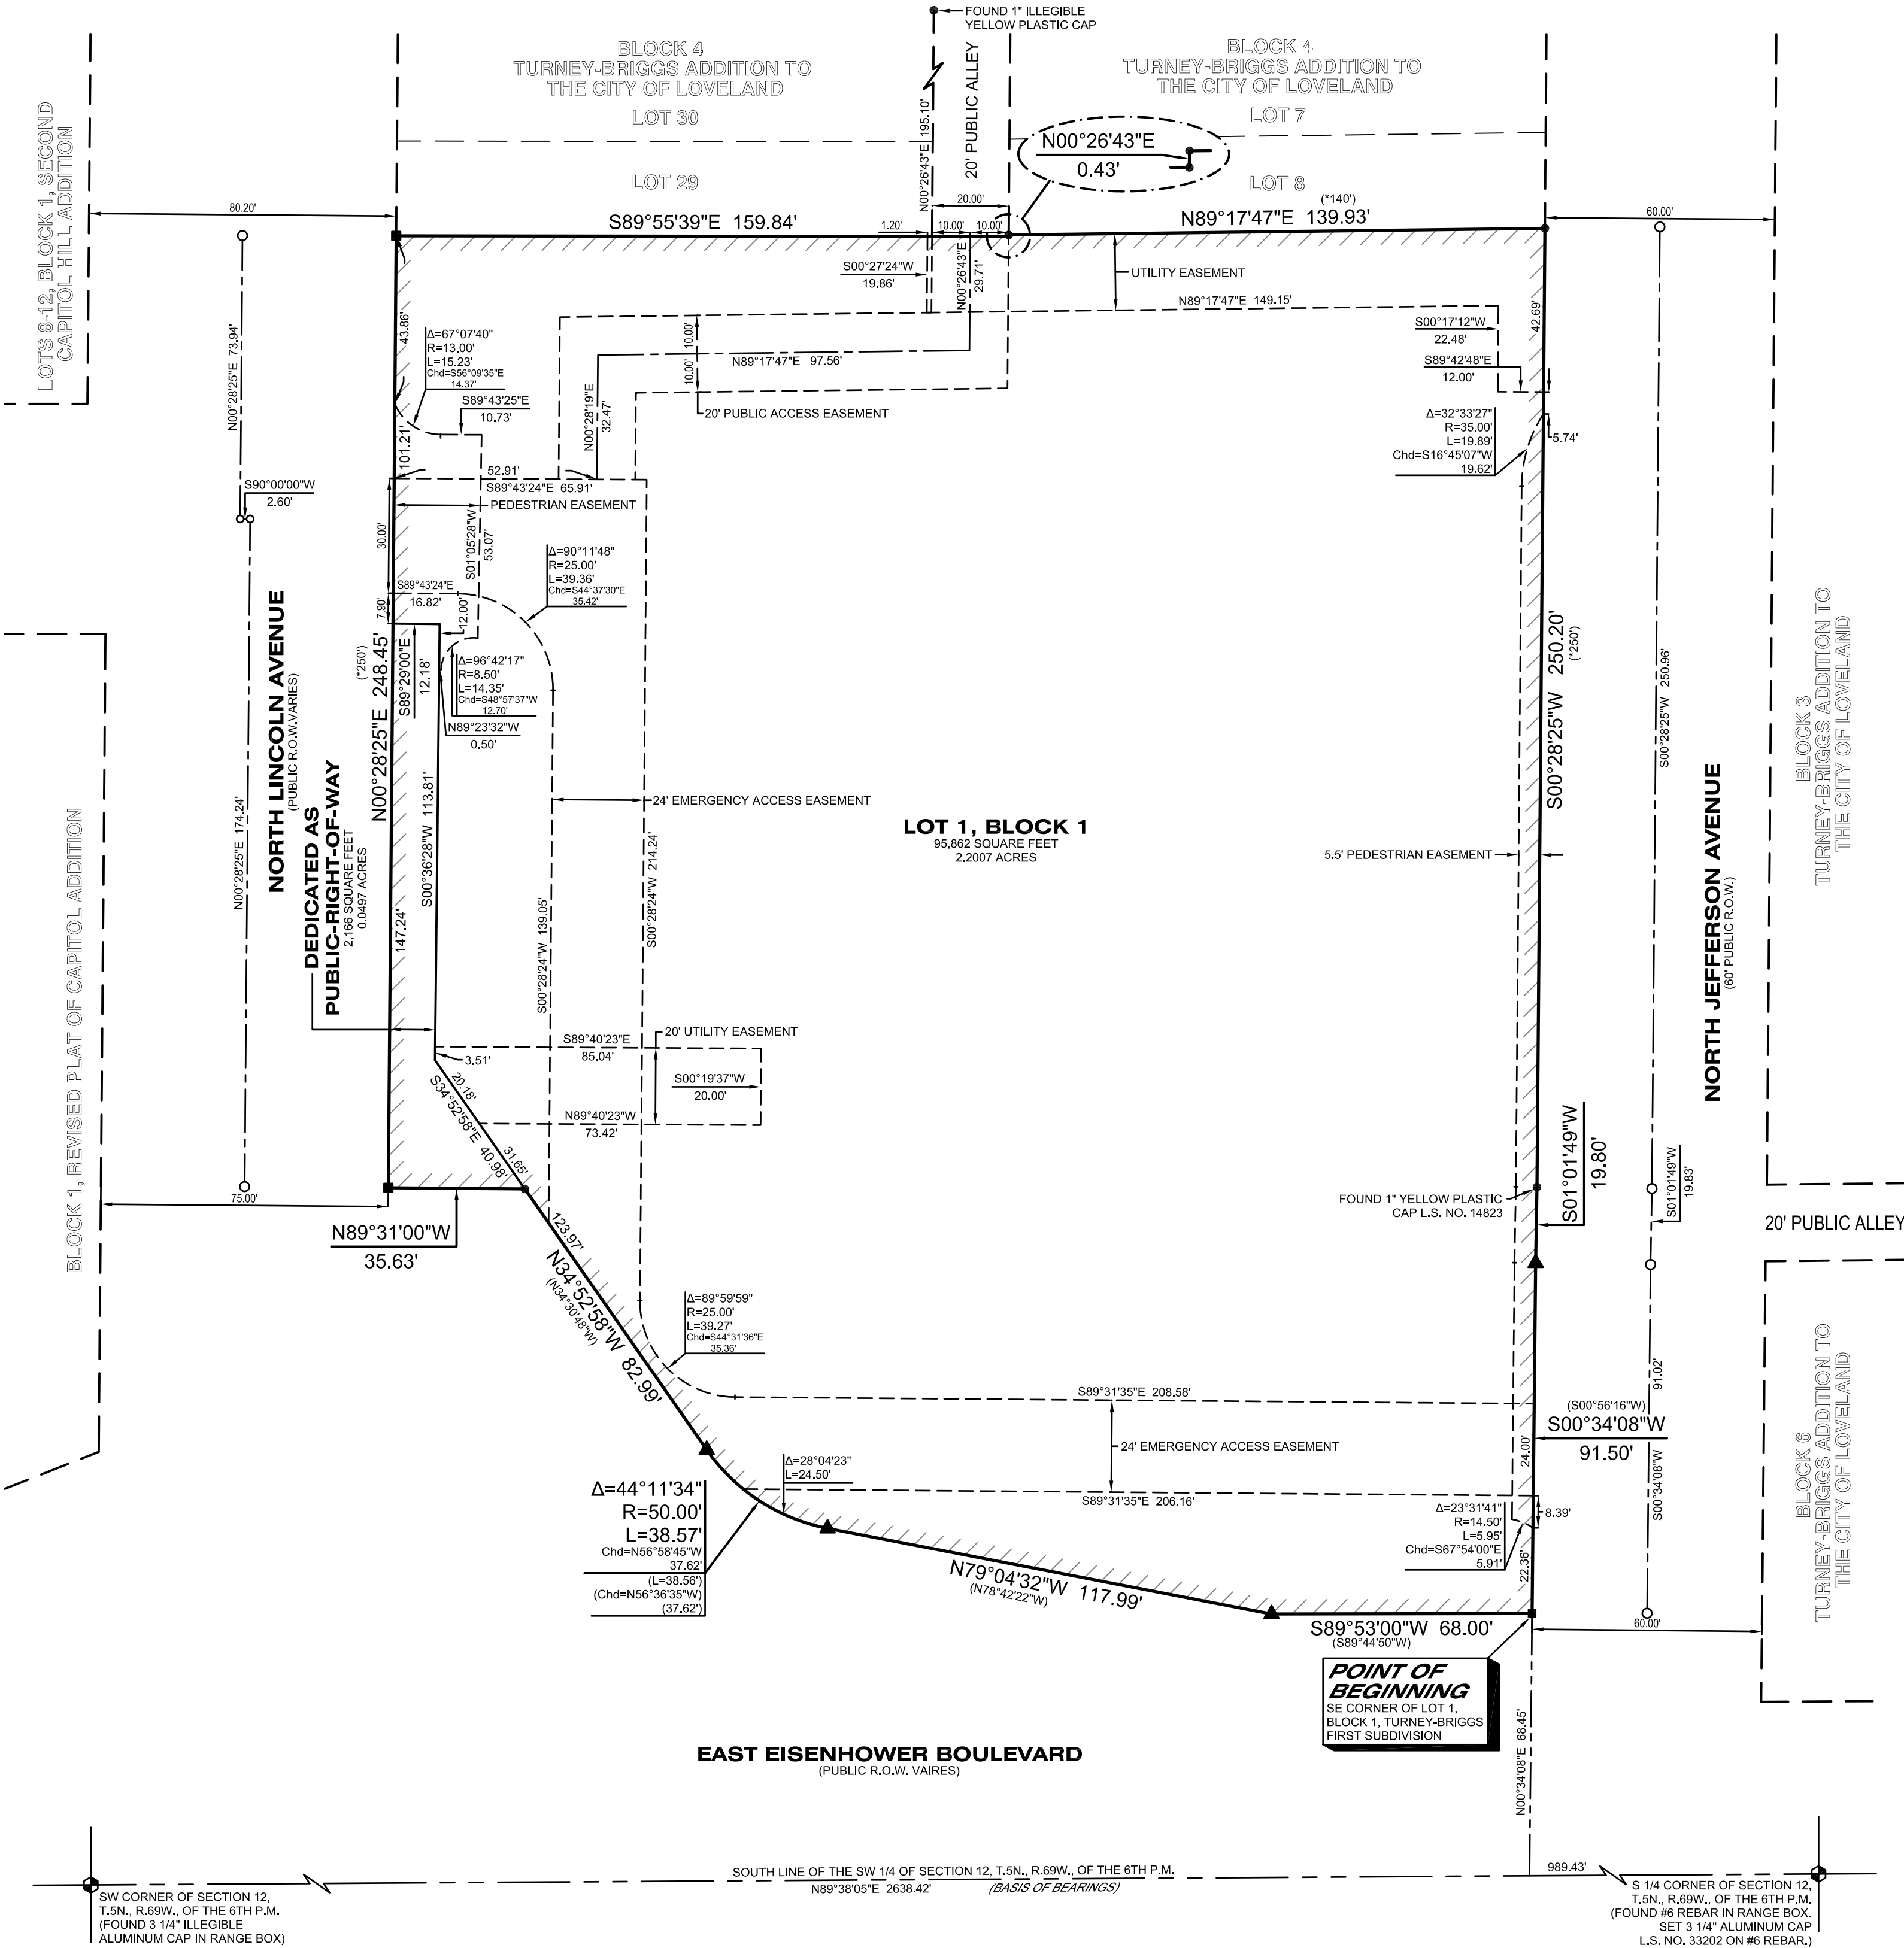 FOUND 1" ILLEGIBLE
YELLOW PLASTIC CAP
BLOCK 4
TURNEY-BRIGGS ADDITION TO
THE CITY OF LOVELAND
LOT 30
LOT 29
N00°26'43"E 195.10'
20' PUBLIC ALLEY
BLOCK 4
TURNEY-BRIGGS ADDITION TO
THE CITY OF LOVELAND
LOT 7
N00°26'43"E
0.43'
LOT 8
LOTS 8-12, BLOCK 1, SECOND
CAPITOL HILL ADDITION
80.20'
S89°55'39"E 159.84'
1.20'
20.00'
10.00'
10.00'
(*140')
N89°17'47"E 139.93'
60.00'
S00°27'24"W
19.86'
N00°26'43"E
29.71'
UTILITY EASEMENT
N89°17'47"E 149.15'
S00°17'12"W
22.48'
S89°42'48"E
12.00'
42.69'
N00°28'25"E 73.94'
43.86'
Δ=67°07'40"
R=13.00'
L=15.23'
Chd=S56°09'35"E
14.37'
S89°43'25"E
10.73'
10.00'
10.00'
N89°17'47"E 97.56'
20' PUBLIC ACCESS EASEMENT
N00°28'19"E
32.47'
Δ=32°33'27"
R=35.00'
L=19.89'
Chd=S16°45'07"W
19.62'
5.74'
101.21'
52.91'
S89°43'24"E 65.91'
PEDESTRIAN EASEMENT
S90°00'00"W
2.60'
30.00'
S01°05'28"W
53.07'
Δ=90°11'48"
R=25.00'
L=39.36'
Chd=S44°37'30"E
35.42'
S89°43'24"E
16.82'
7.90'
12.00'
S89°29'00"E
12.18'
Δ=96°42'17"
R=8.50'
L=14.35'
Chd=S48°57'37"W
12.70'
N89°23'32"W
0.50'
N00°28'25"E 248.45'
(*250')
NORTH LINCOLN AVENUE
(PUBLIC R.O.W.VARIES)
DEDICATED AS
PUBLIC-RIGHT-OF-WAY
2,166 SQUARE FEET
0.0497 ACRES
N00°28'25"E 174.24'
147.24'
S00°36'28"W 113.81'
24' EMERGENCY ACCESS EASEMENT
S00°28'24"W 139.05'
S00°28'24"W 214.24'
LOT 1, BLOCK 1
95,862 SQUARE FEET
2.2007 ACRES
5.5' PEDESTRIAN EASEMENT
S00°28'25"W 250.20'
(*250')
S00°28'25"W 250.96'
NORTH JEFFERSON AVENUE
(60' PUBLIC R.O.W.)
BLOCK 3
TURNEY-BRIGGS ADDITION TO
THE CITY OF LOVELAND
BLOCK 1, REVISED PLAT OF CAPITOL ADDITION
20' UTILITY EASEMENT
S89°40'23"E
85.04'
3.51'
S00°19'37"W
20.00'
N89°40'23"W
73.42'
20.18'
S34°52'58"E 40.98'
31.65'
75.00'
N89°31'00"W
35.63'
FOUND 1" YELLOW PLASTIC
CAP L.S. NO. 14823
S01°01'49"W
19.80'
S01°01'49"W
19.83'
20' PUBLIC ALLEY
123.97'
N34°52'58"W 82.99'
(N34°30'48"W)
Δ=89°59'59"
R=25.00'
L=39.27'
Chd=S44°31'36"E
35.36'
S89°31'35"E 208.58'
24' EMERGENCY ACCESS EASEMENT
S89°31'35"E 206.16'
24.00'
(S00°56'16"W)
S00°34'08"W
91.50'
91.02'
S00°34'08"W
BLOCK 6
TURNEY-BRIGGS ADDITION TO
THE CITY OF LOVELAND
Δ=28°04'23"
L=24.50'
Δ=44°11'34"
R=50.00'
L=38.57'
Chd=N56°58'45"W
37.62'
(L=38.56')
(Chd=N56°36'35"W)
(37.62')
Δ=23°31'41"
R=14.50'
L=5.95'
Chd=S67°54'00"E
5.91'
8.39'
22.36'
N79°04'32"W 117.99'
(N78°42'22"W)
S89°53'00"W 68.00'
(S89°44'50"W)
60.00'
POINT OF
BEGINNING
SE CORNER OF LOT 1,
BLOCK 1, TURNEY-BRIGGS
FIRST SUBDIVISION
N00°34'08"E 68.45'
EAST EISENHOWER BOULEVARD
(PUBLIC R.O.W. VAIRES)
SOUTH LINE OF THE SW 1/4 OF SECTION 12, T.5N., R.69W., OF THE 6TH P.M.
N89°38'05"E 2638.42' (BASIS OF BEARINGS)
989.43'
SW CORNER OF SECTION 12,
T.5N., R.69W., OF THE 6TH P.M.
(FOUND 3 1/4" ILLEGIBLE
ALUMINUM CAP IN RANGE BOX)
S 1/4 CORNER OF SECTION 12,
T.5N., R.69W., OF THE 6TH P.M.
(FOUND #6 REBAR IN RANGE BOX.
SET 3 1/4" ALUMINUM CAP
L.S. NO. 33202 ON #6 REBAR.)